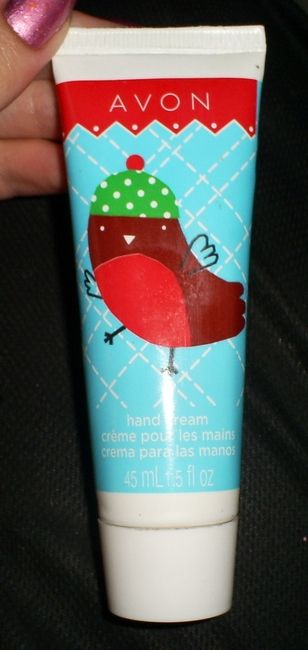 AVON
hand cream
crème pour les mains
crema para las manos
45 mL 1.5 fl oz